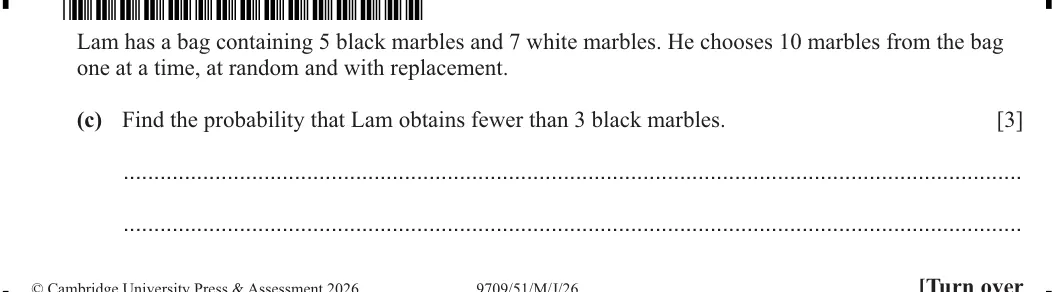 Lam has a bag containing 5 black marbles and 7 white marbles. He chooses 10 marbles from the bag
one at a time, at random and with replacement.
(c) Find the probability that Lam obtains fewer than 3 black marbles. [3]
................................................................................................................................................
................................................................................................................................................
© Cambridge University Press & Assessment 2026 9709/51/M/J/26 [Turn over